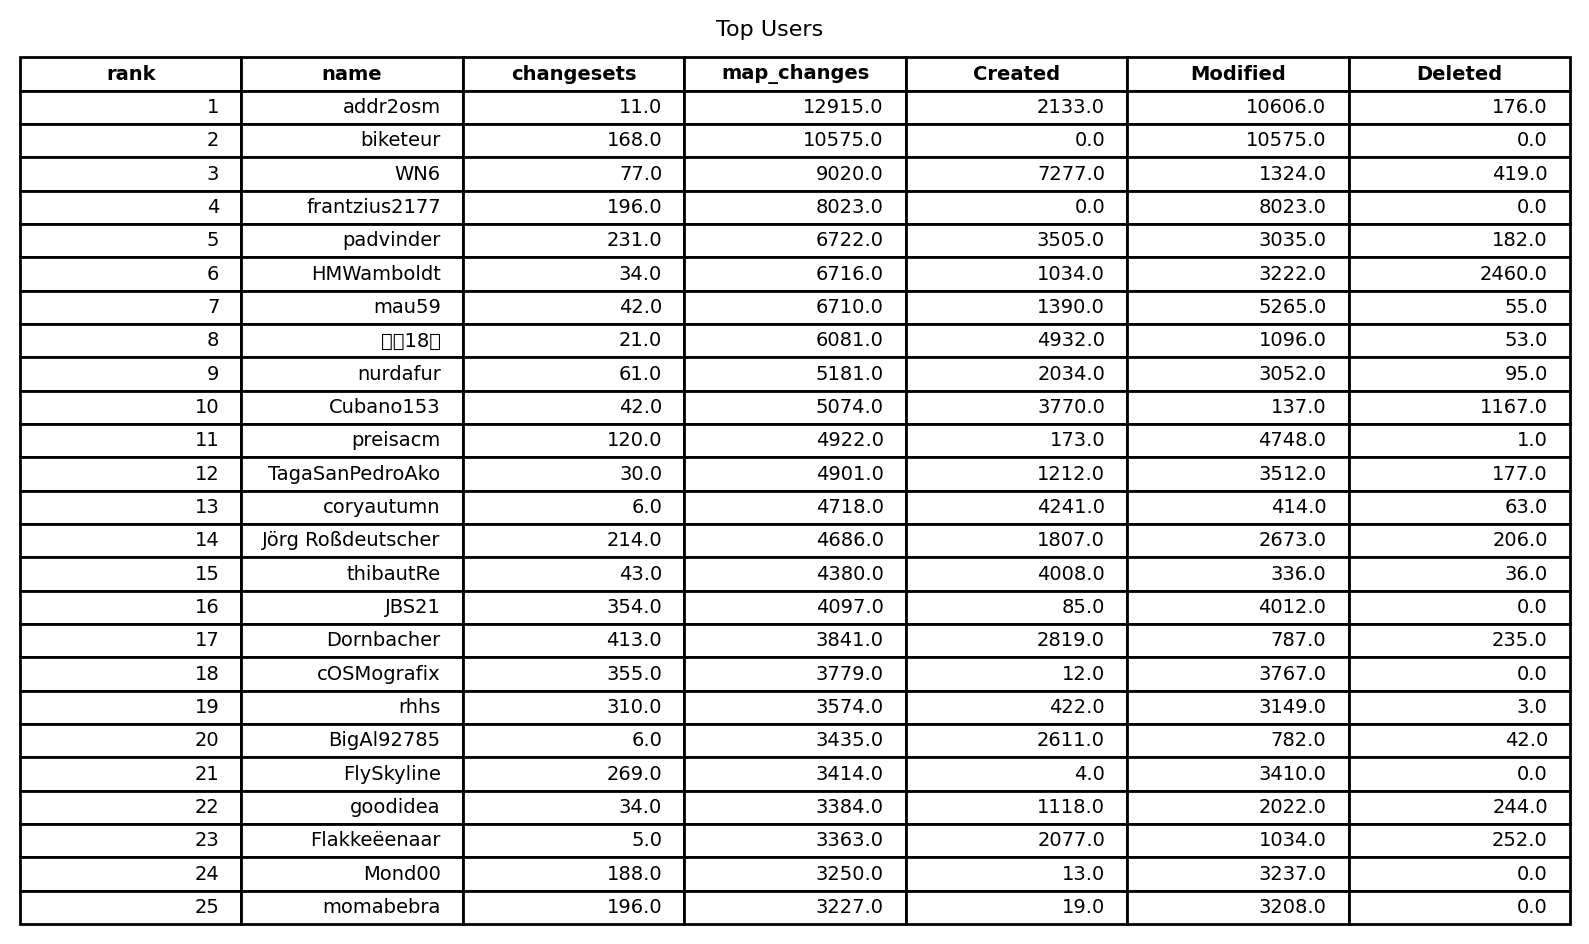 Top Users
rank name changesets map_changes Created Modified Deleted
1 addr2osm 11.0 12915.0 2133.0 10606.0 176.0
2 biketeur 168.0 10575.0 0.0 10575.0 0.0
3 WN6 77.0 9020.0 7277.0 1324.0 419.0
4 frantzius2177 196.0 8023.0 0.0 8023.0 0.0
5 padvinder 231.0 6722.0 3505.0 3035.0 182.0
6 HMWamboldt 34.0 6716.0 1034.0 3222.0 2460.0
7 mau59 42.0 6710.0 1390.0 5265.0 55.0
8 18 21.0 6081.0 4932.0 1096.0 53.0
9 nurdafur 61.0 5181.0 2034.0 3052.0 95.0
10 Cubano153 42.0 5074.0 3770.0 137.0 1167.0
11 preisacm 120.0 4922.0 173.0 4748.0 1.0
12 TagaSanPedroAko 30.0 4901.0 1212.0 3512.0 177.0
13 coryautumn 6.0 4718.0 4241.0 414.0 63.0
14 Jörg Roßdeutscher 214.0 4686.0 1807.0 2673.0 206.0
15 thibautRe 43.0 4380.0 4008.0 336.0 36.0
16 JBS21 354.0 4097.0 85.0 4012.0 0.0
17 Dornbacher 413.0 3841.0 2819.0 787.0 235.0
18 cOSMografix 355.0 3779.0 12.0 3767.0 0.0
19 rhhs 310.0 3574.0 422.0 3149.0 3.0
20 BigAl92785 6.0 3435.0 2611.0 782.0 42.0
21 FlySkyline 269.0 3414.0 4.0 3410.0 0.0
22 goodidea 34.0 3384.0 1118.0 2022.0 244.0
23 Flakkeëenaar 5.0 3363.0 2077.0 1034.0 252.0
24 Mond00 188.0 3250.0 13.0 3237.0 0.0
25 momabebra 196.0 3227.0 19.0 3208.0 0.0